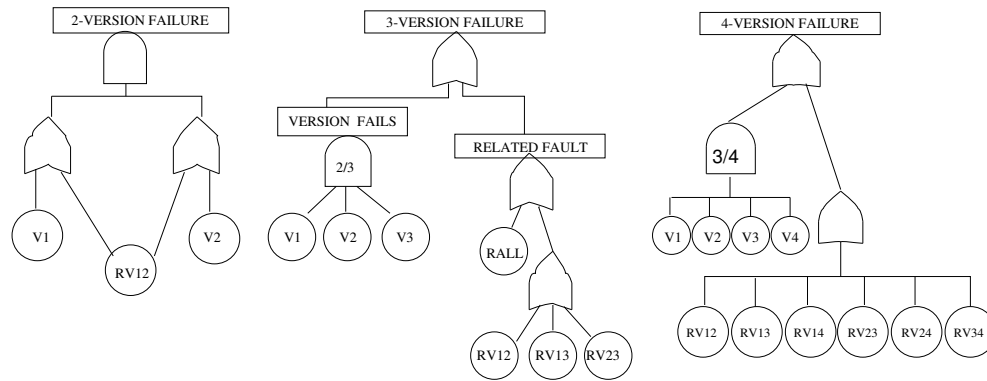 2-VERSION FAILURE
V1
V2
RV12
3-VERSION FAILURE
VERSION FAILS
2/3
V1
V2
V3
RELATED FAULT
RALL
RV12
RV13
RV23
4-VERSION FAILURE
3/4
V1
V2
V3
V4
RV12
RV13
RV14
RV23
RV24
RV34